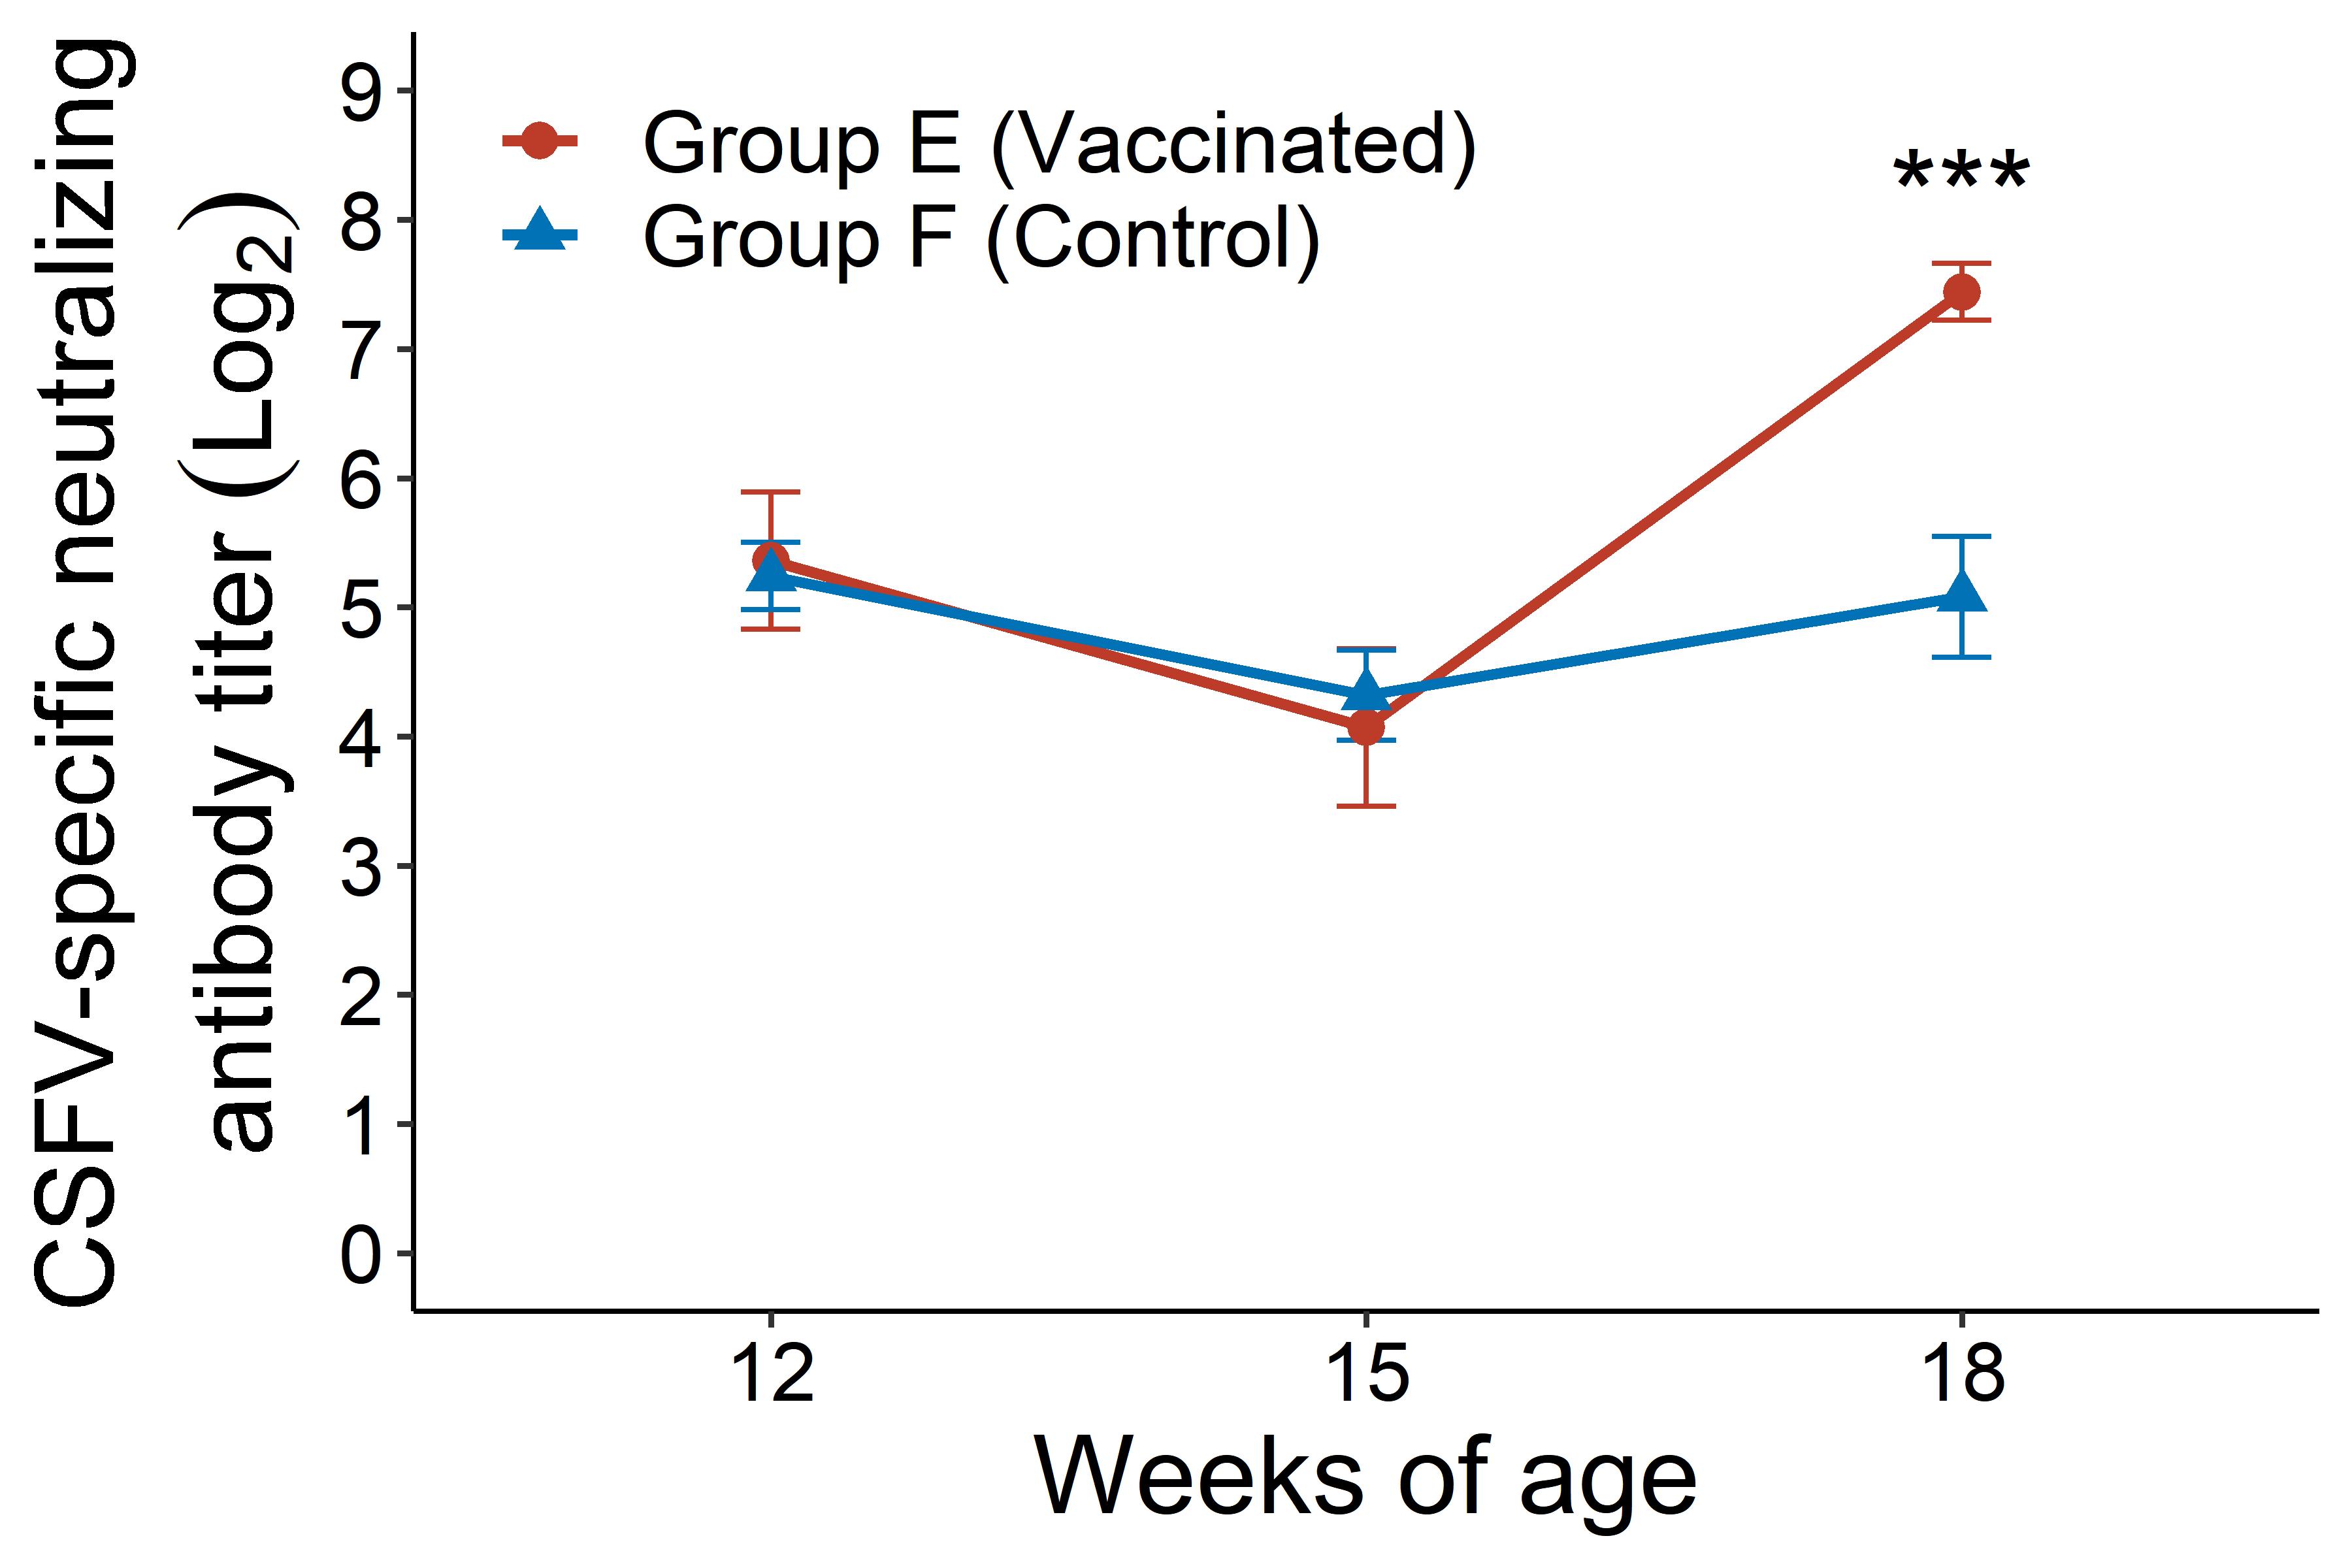 CSFV-specific neutralizing
antibody titer (Log₂)
9
8
7
6
5
4
3
2
1
0
Group E (Vaccinated)
Group F (Control)
***
12 15 18
Weeks of age